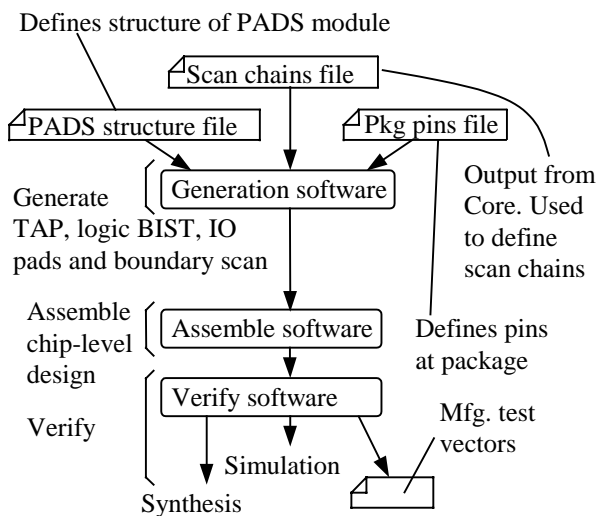 Defines structure of PADS module
Scan chains file
PADS structure file
Pkg pins file
Generation software
Generate
TAP, logic BIST, IO
pads and boundary scan
Output from
Core. Used
to define
scan chains
Assemble
chip-level
design
Assemble software
Defines pins
at package
Verify
Verify software
Mfg. test
vectors
Simulation
Synthesis